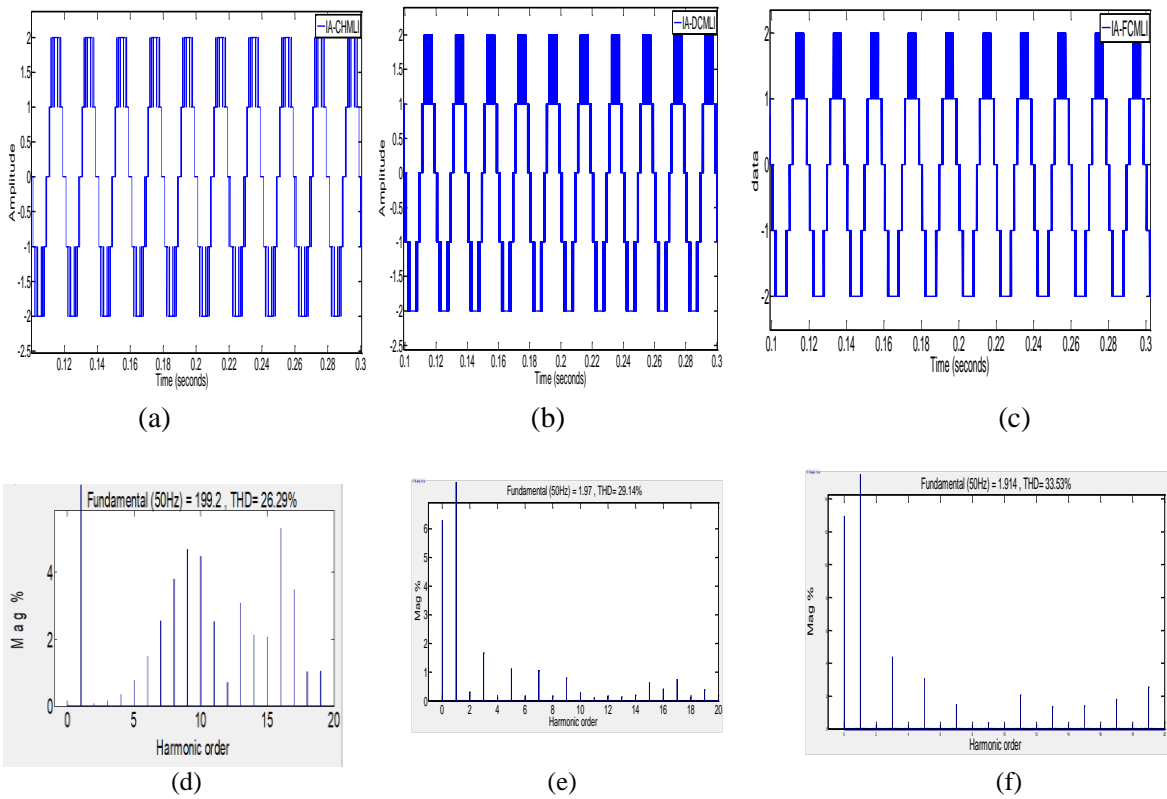 IA-CHMLI
2
1.5
1
0.5
0
-0.5
-1
-1.5
-2
-2.5
Amplitude
0.12 0.14 0.16 0.18 0.2 0.22 0.24 0.26 0.28 0.3
Time (seconds)
(a)
IA-DCMLI
2
1.5
1
0.5
0
-0.5
-1
-1.5
-2
-2.5
Amplitude
0.1 0.12 0.14 0.16 0.18 0.2 0.22 0.24 0.26 0.28 0.3
Time (seconds)
(b)
IA-FCMLI
2
1
0
-1
-2
data
0.1 0.12 0.14 0.16 0.18 0.2 0.22 0.24 0.26 0.28 0.3
Time (seconds)
(c)
Fundamental (50Hz) = 199.2 , THD= 26.29%
4
2
0
Mag %
0 5 10 15 20
Harmonic order
(d)
Fundamental (50Hz) = 1.97 , THD= 29.14%
6
5
4
3
2
1
0
Mag %
0 2 4 6 8 10 12 14 16 18 20
Harmonic order
(e)
Fundamental (50Hz) = 1.914 , THD= 33.53%
Mag %
Harmonic order
(f)